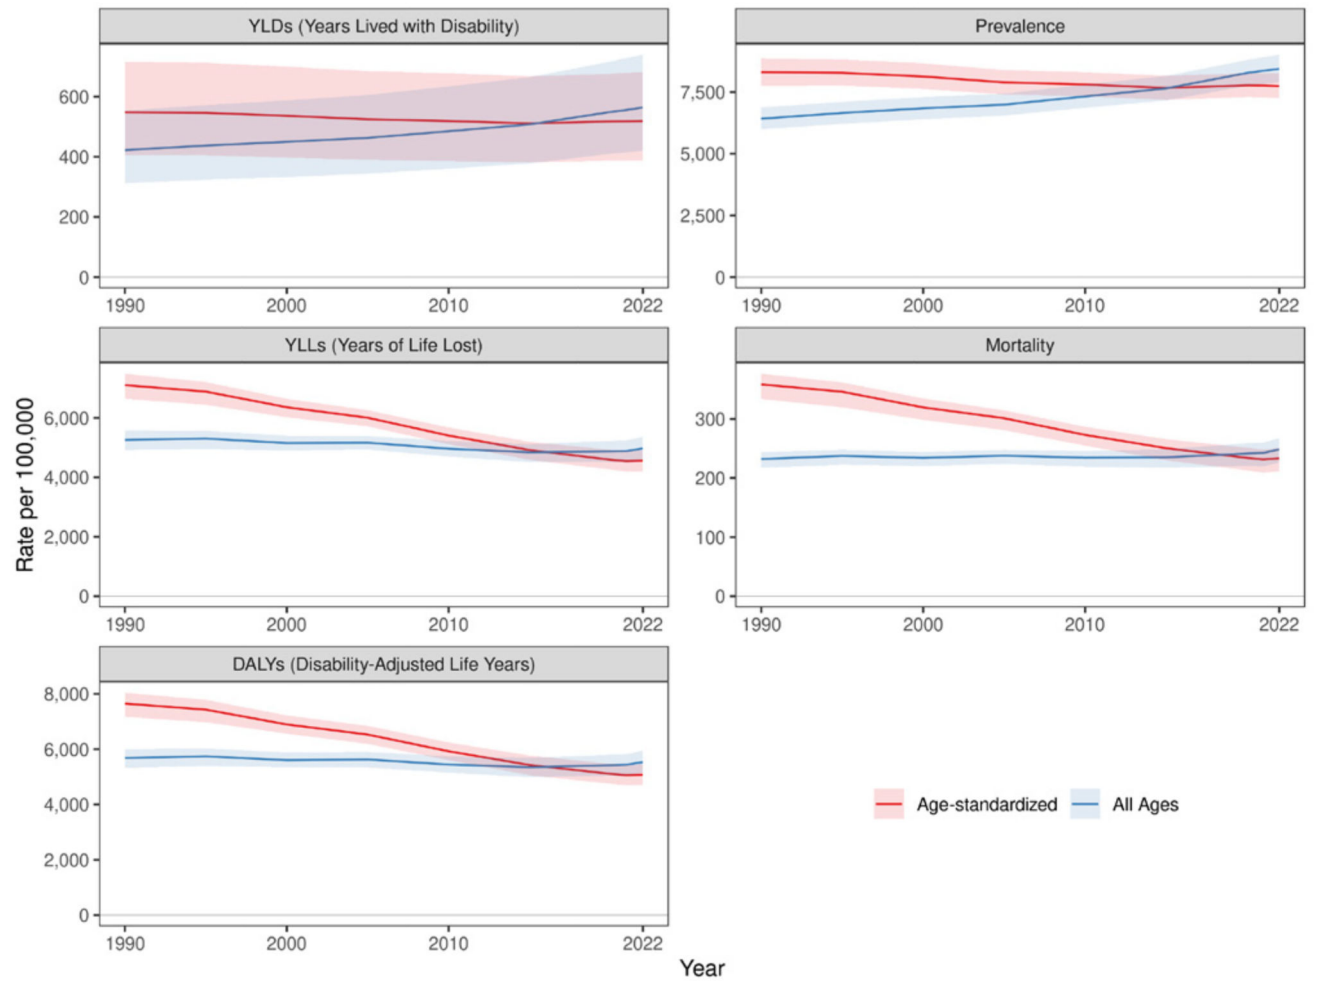 YLDs (Years Lived with Disability)
Prevalence
600
400
200
0
7,500
5,000
2,500
0
1990 2000 2010 2022
1990 2000 2010 2022
YLLs (Years of Life Lost)
Mortality
Rate per 100,000
6,000
4,000
2,000
0
300
200
100
0
1990 2000 2010 2022
1990 2000 2010 2022
DALYs (Disability-Adjusted Life Years)
8,000
6,000
4,000
2,000
0
1990 2000 2010 2022
Age-standardized All Ages
Year